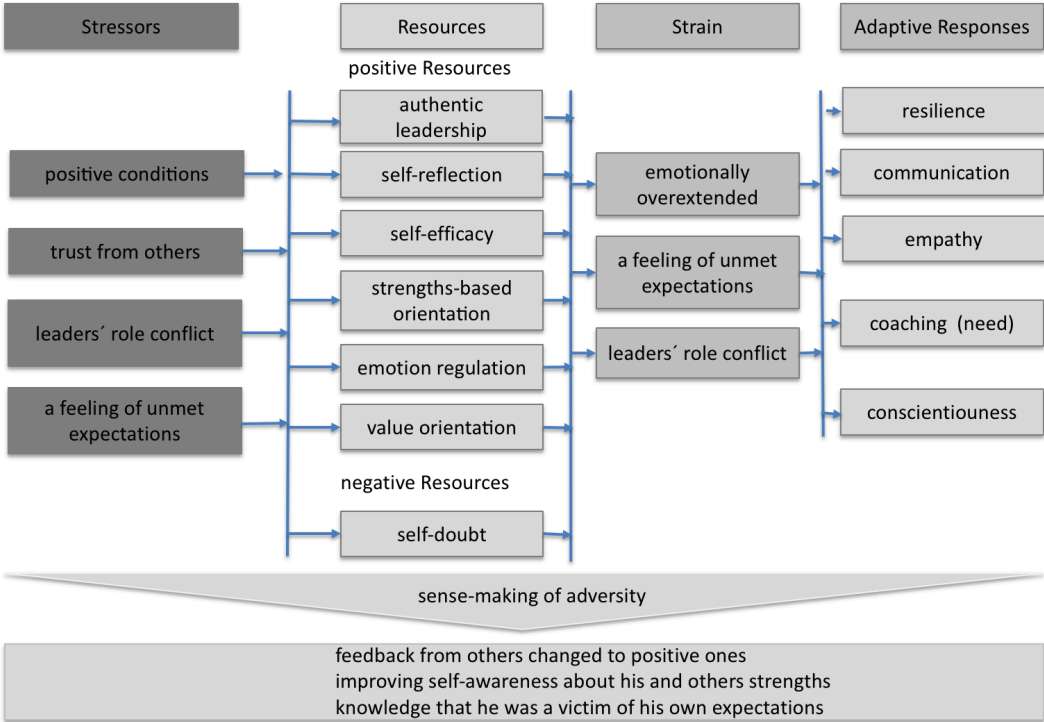 Stressors
Resources
Strain
Adaptive Responses
positive Resources
positive conditions
trust from others
leaders´ role conflict
a feeling of unmet
expectations
authentic
leadership
self-reflection
self-efficacy
strengths-based
orientation
emotion regulation
value orientation
negative Resources
self-doubt
emotionally
overextended
a feeling of unmet
expectations
leaders´ role conflict
resilience
communication
empathy
coaching  (need)
conscientiouness
sense-making of adversity
feedback from others changed to positive ones
improving self-awareness about his and others strengths
knowledge that he was a victim of his own expectations